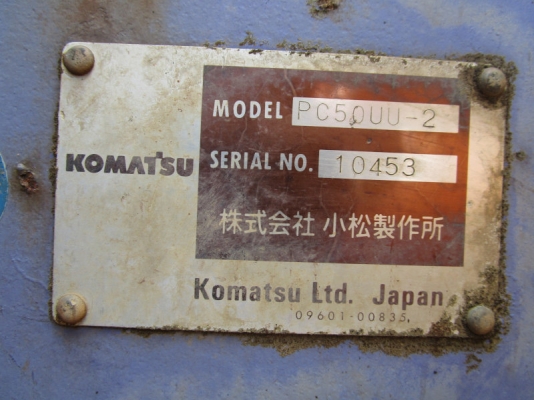 MODEL PC50UU-2
KOMATSU
SERIAL NO. 10453
株式会社 小松製作所
Komatsu Ltd. Japan
09601-00835